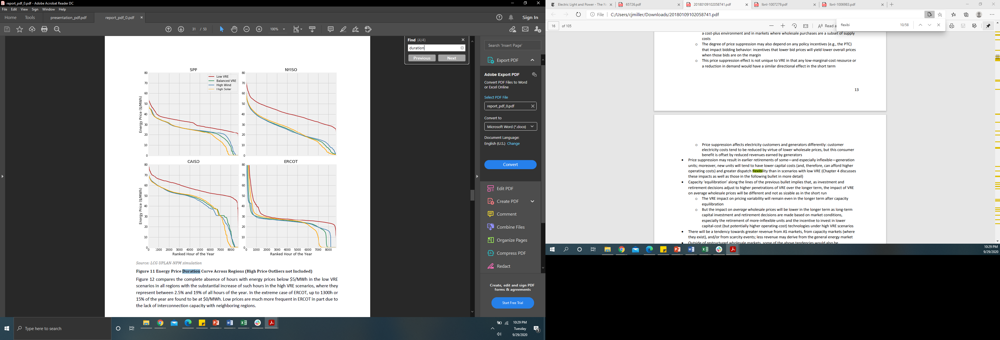 report_pdf_0.pdf - Adobe Acrobat Reader DC
File Edit View Sign Window Help
Home Tools presentation_pdf.pdf report_pdf_0.pdf × Sign In
31 / 53 100%
Find (4/4)
duration
Previous Next
SPP
Low VRE
Balanced VRE
High Wind
High Solar
Energy Price ($/MWh)
80
70
60
50
40
30
20
10
0
NYISO
80
70
60
50
40
30
20
10
0
CAISO
Energy Price ($/MWh)
80
70
60
50
40
30
20
10
0
0 1000 2000 3000 4000 5000 6000 7000 8000
Ranked Hour of the Year
ERCOT
80
70
60
50
40
30
20
10
0
0 1000 2000 3000 4000 5000 6000 7000 8000
Ranked Hour of the Year
Source: LCG UPLAN-NPM simulation
Figure 11 Energy Price Duration Curve Across Regions (High Price Outliers not Included)
Figure 12 compares the complete absence of hours with energy prices below $5/MWh in the low VRE
scenarios in all regions with the substantial increase of such hours in the high VRE scenarios, where they
represent between 2.5% and 19% of all hours of the year. In the extreme case of ERCOT, up to 1300h or
15% of the year are found to be at $0/MWh. Low prices are much more frequent in ERCOT in part due to
the lack of interconnection capacity with neighboring regions.
Search 'Insert Page'
Export PDF
Adobe Export PDF
Convert PDF Files to Word
or Excel Online
Select PDF File
report_pdf_0.pdf
Convert to
Microsoft Word (*.docx)
Document Language:
English (U.S.) Change
Convert
Edit PDF
Create PDF
Comment
Combine Files
Organize Pages
Compress PDF
Redact
Create, edit and sign PDF
forms & agreements
Start Free Trial
Type here to search
10:29 PM
Tuesday
9/29/2020
5
Electric Light and Power - The N 65726.pdf 20180109102058741.pdf lbnl-1007279.pdf lbnl-1006983.pdf
File C:/Users/cjmiller/Downloads/20180109102058741.pdf
16 of 105 Read a
flexibi 10/58
a cost-plus environment and in markets where wholesale purchases are a subset of supply
costs
o The degree of price suppression may also depend on any policy incentives (e.g., the PTC)
that impact bidding behavior: incentives that lower bid prices will yield lower overall prices
when those bids are on the margin
o This price suppression effect is not unique to VRE in that any low-marginal-cost resource or
a reduction in demand would have a similar directional effect in the short term
13
o Price suppression affects electricity customers and generators differently: customer
electricity costs tend to be reduced by virtue of lower wholesale prices, but this consumer
benefit is offset by reduced revenues earned by generators
• Price suppression may result in earlier retirements of some—and especially inflexible—generation
units; moreover, new units will tend to have lower capital costs (and, therefore, can afford higher
operating costs) and greater dispatch flexibility than in scenarios with low VRE (Chapter 4 discusses
these impacts as well as those in the following bullet in more detail)
• Capacity ‘equilibration’ along the lines of the previous bullet implies that, as investment and
retirement decisions adjust to higher penetrations of VRE over the longer term, the impact of VRE
on average wholesale prices will be different and not as sizable as in the short run
o The VRE impact on pricing variability will remain even in the longer term after capacity
equilibration
o But the impact on average wholesale prices will be lower in the longer term as long-term
capital investment and retirement decisions are made based on market conditions,
especially the retirement of more-inflexible units and the incentive to invest in lower
capital-cost (but potentially higher operating-cost) technologies under high VRE scenarios
• There will be a tendency towards greater revenue from AS markets, from capacity markets (where
they exist), and/or from scarcity events; less revenue may derive from the general energy market
• Outside of restructured wholesale markets, some of the above tendencies would also be
10:29 PM
9/29/2020